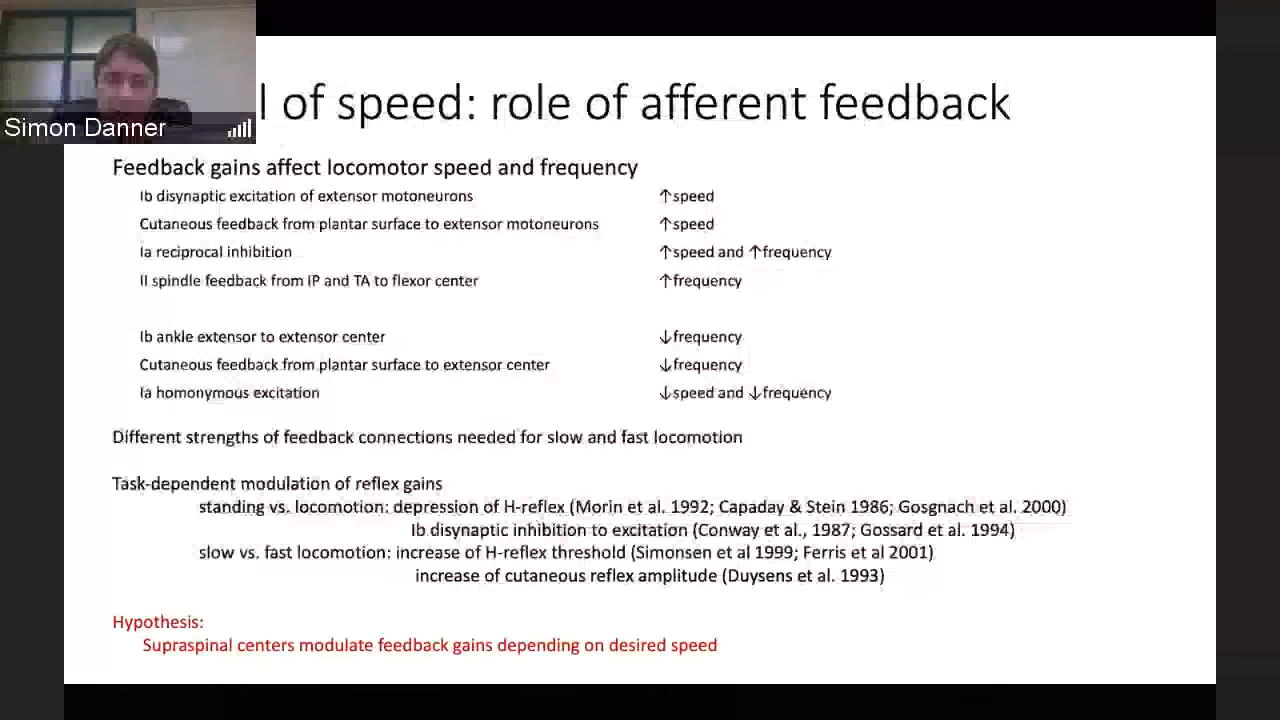 l of speed: role of afferent feedback
Simon Danner
Feedback gains affect locomotor speed and frequency
Ib disynaptic excitation of extensor motoneurons ↑speed
Cutaneous feedback from plantar surface to extensor motoneurons ↑speed
Ia reciprocal inhibition ↑speed and ↑frequency
II spindle feedback from IP and TA to flexor center ↑frequency
Ib ankle extensor to extensor center ↓frequency
Cutaneous feedback from plantar surface to extensor center ↓frequency
Ia homonymous excitation ↓speed and ↓frequency
Different strengths of feedback connections needed for slow and fast locomotion
Task-dependent modulation of reflex gains
standing vs. locomotion: depression of H-reflex (Morin et al. 1992; Capaday & Stein 1986; Gosgnach et al. 2000)
Ib disynaptic inhibition to excitation (Conway et al., 1987; Gossard et al. 1994)
slow vs. fast locomotion: increase of H-reflex threshold (Simonsen et al 1999; Ferris et al 2001)
increase of cutaneous reflex amplitude (Duysens et al. 1993)
Hypothesis:
Supraspinal centers modulate feedback gains depending on desired speed